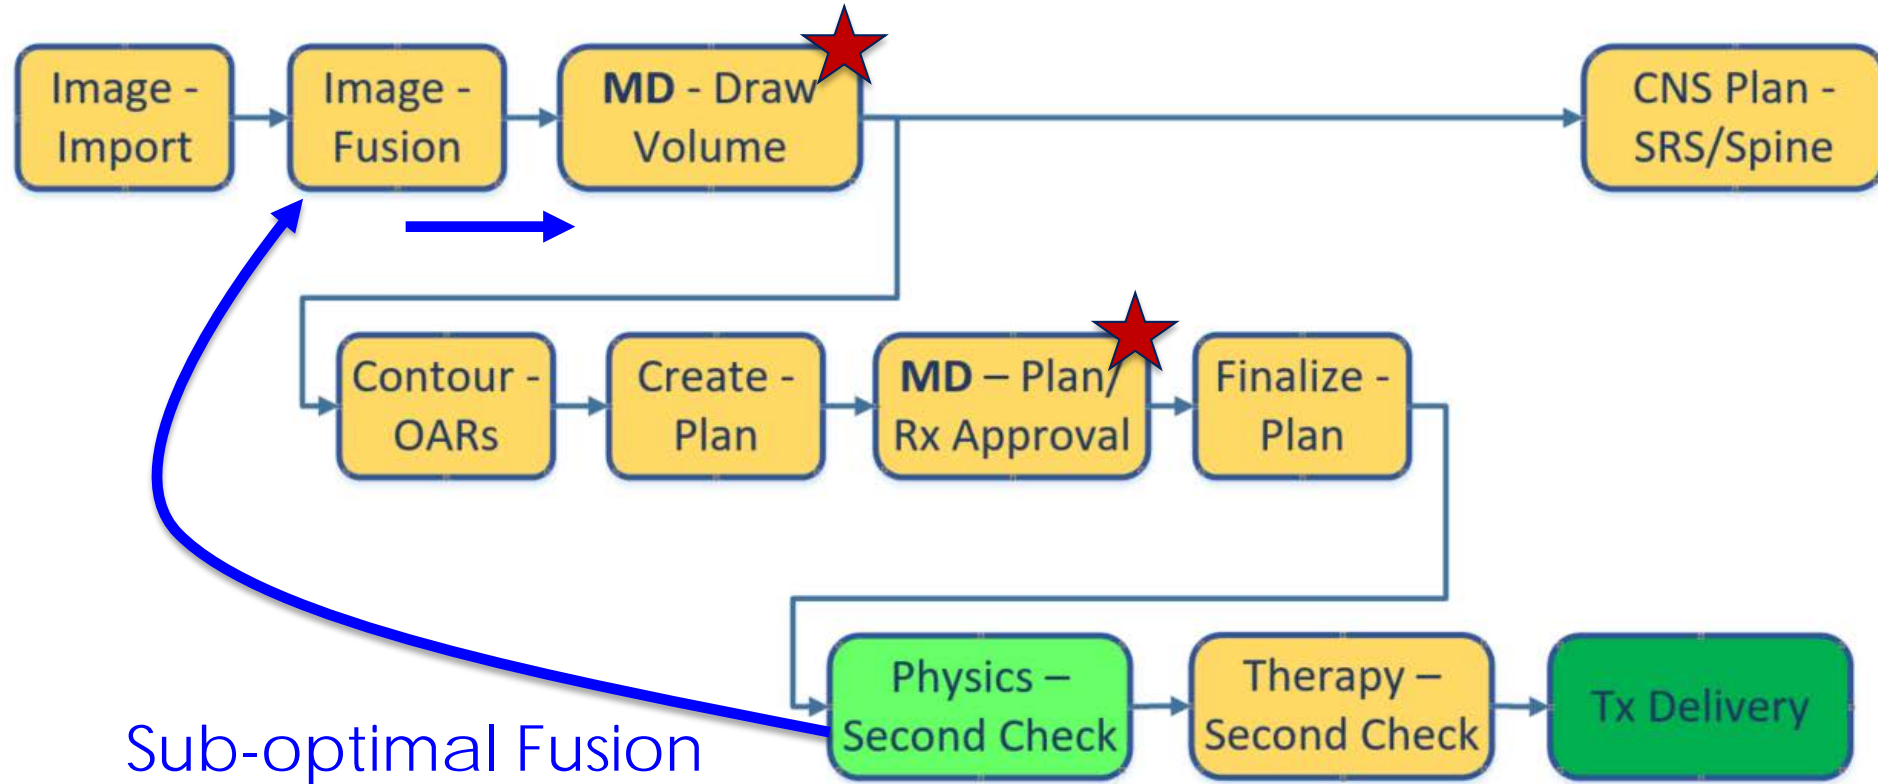 Image -
Import
Image -
Fusion
MD - Draw
Volume
CNS Plan -
SRS/Spine
Contour -
OARs
Create -
Plan
MD – Plan/
Rx Approval
Finalize -
Plan
Physics –
Second Check
Therapy –
Second Check
Tx Delivery
Sub-optimal Fusion